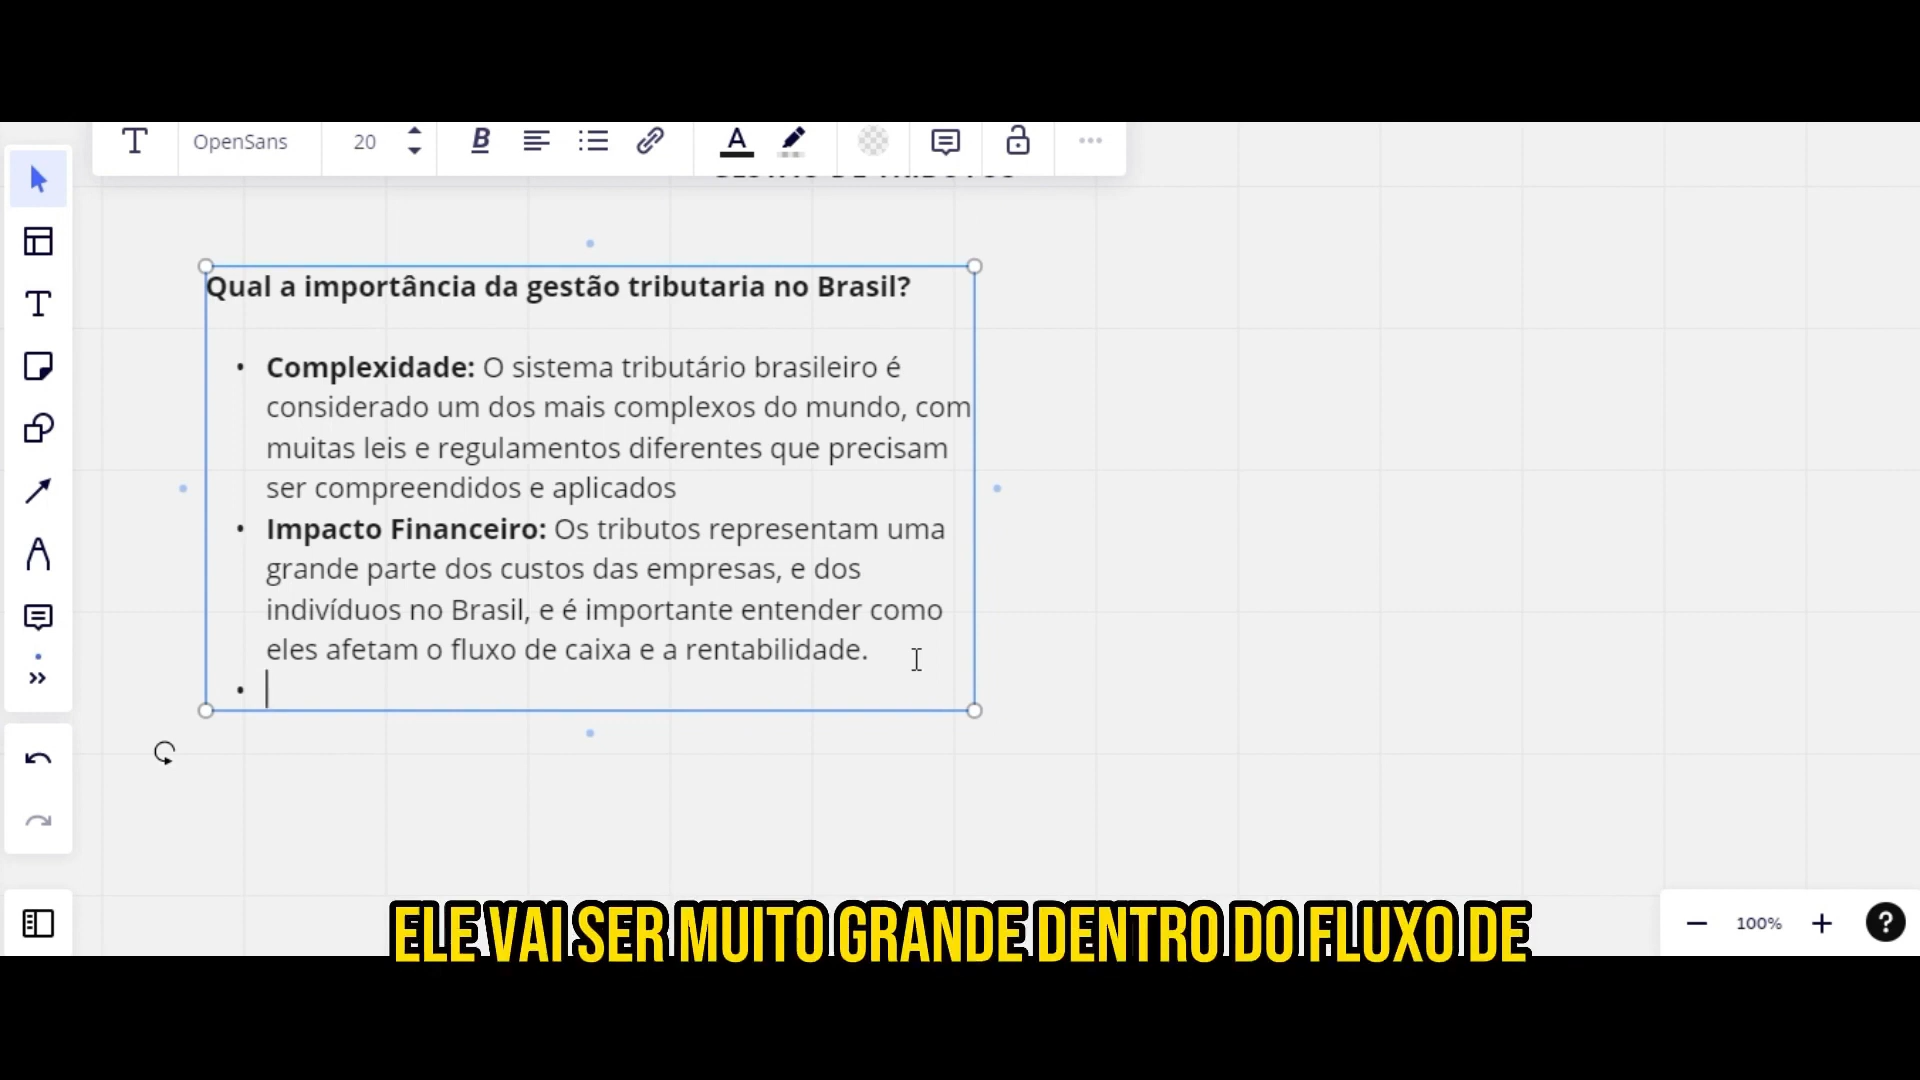 OpenSans
20
B
A
GESTÃO DE TRIBUTOS
Qual a importância da gestão tributaria no Brasil?
• Complexidade: O sistema tributário brasileiro é
considerado um dos mais complexos do mundo, com
muitas leis e regulamentos diferentes que precisam
ser compreendidos e aplicados
• Impacto Financeiro: Os tributos representam uma
grande parte dos custos das empresas, e dos
indivíduos no Brasil, e é importante entender como
eles afetam o fluxo de caixa e a rentabilidade.
•
100%
ELE VAI SER MUITO GRANDE DENTRO DO FLUXO DE